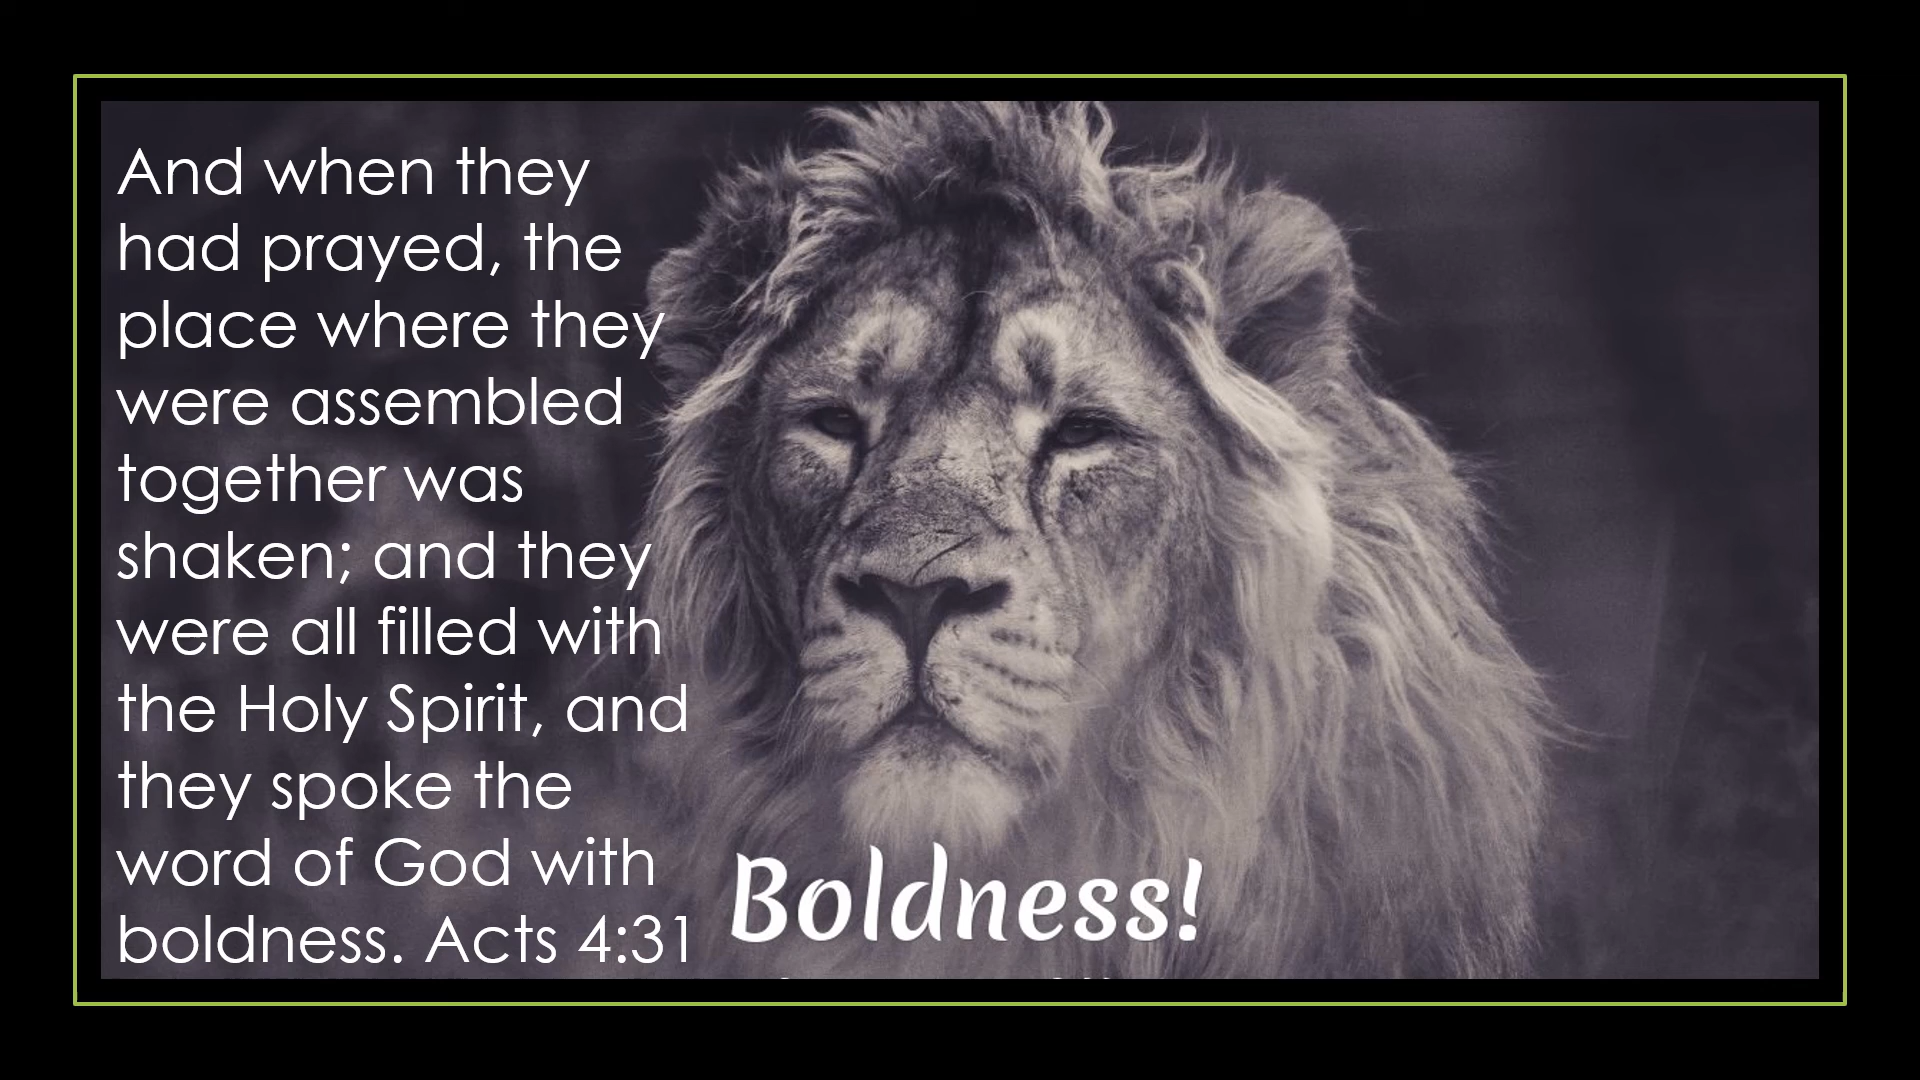 And when they
had prayed, the
place where they
were assembled
together was
shaken; and they
were all filled with
the Holy Spirit, and
they spoke the
word of God with
boldness. Acts 4:31
Boldness!